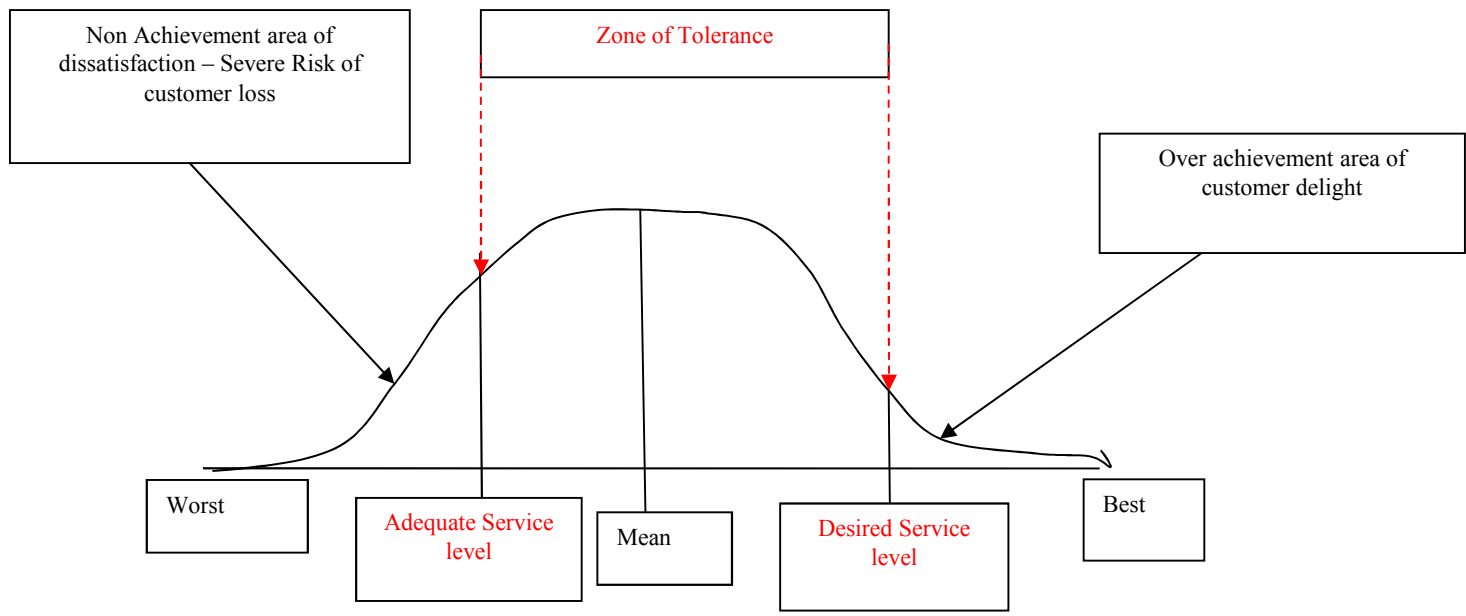 Non Achievement area of
dissatisfaction – Severe Risk of
customer loss
Zone of Tolerance
Over achievement area of
customer delight
Worst
Adequate Service
level
Mean
Desired Service
level
Best